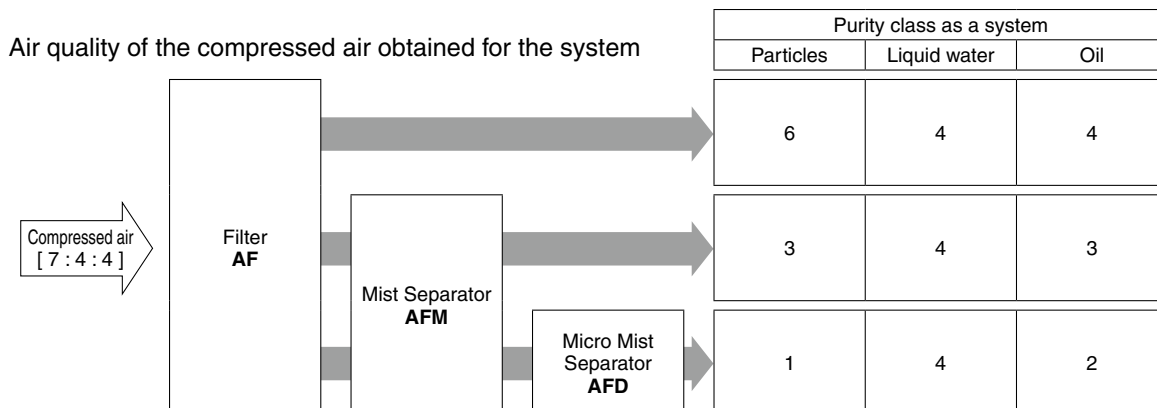 Air quality of the compressed air obtained for the system
Purity class as a system
Particles Liquid water Oil
6 4 4
Compressed air
[ 7 : 4 : 4 ]
Filter
AF
3 4 3
Mist Separator
AFM
Micro Mist
Separator
AFD
1 4 2